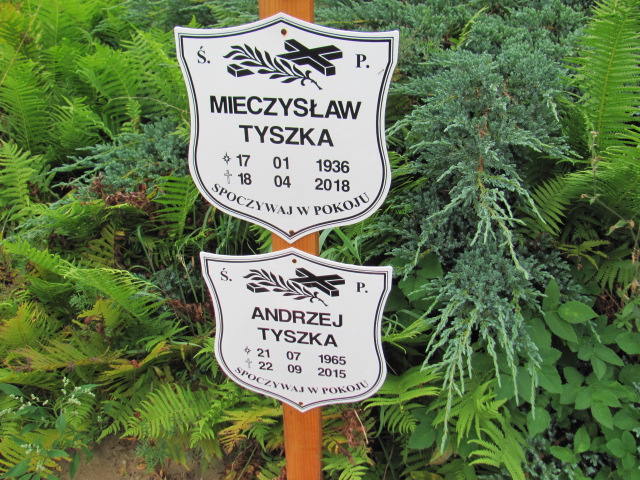 Ś. P.
MIECZYSŁAW
TYSZKA
17 01 1936
18 04 2018
SPOCZYWAJ W POKOJU
Ś. P.
ANDRZEJ
TYSZKA
21 07 1965
22 09 2015
SPOCZYWAJ W POKOJU